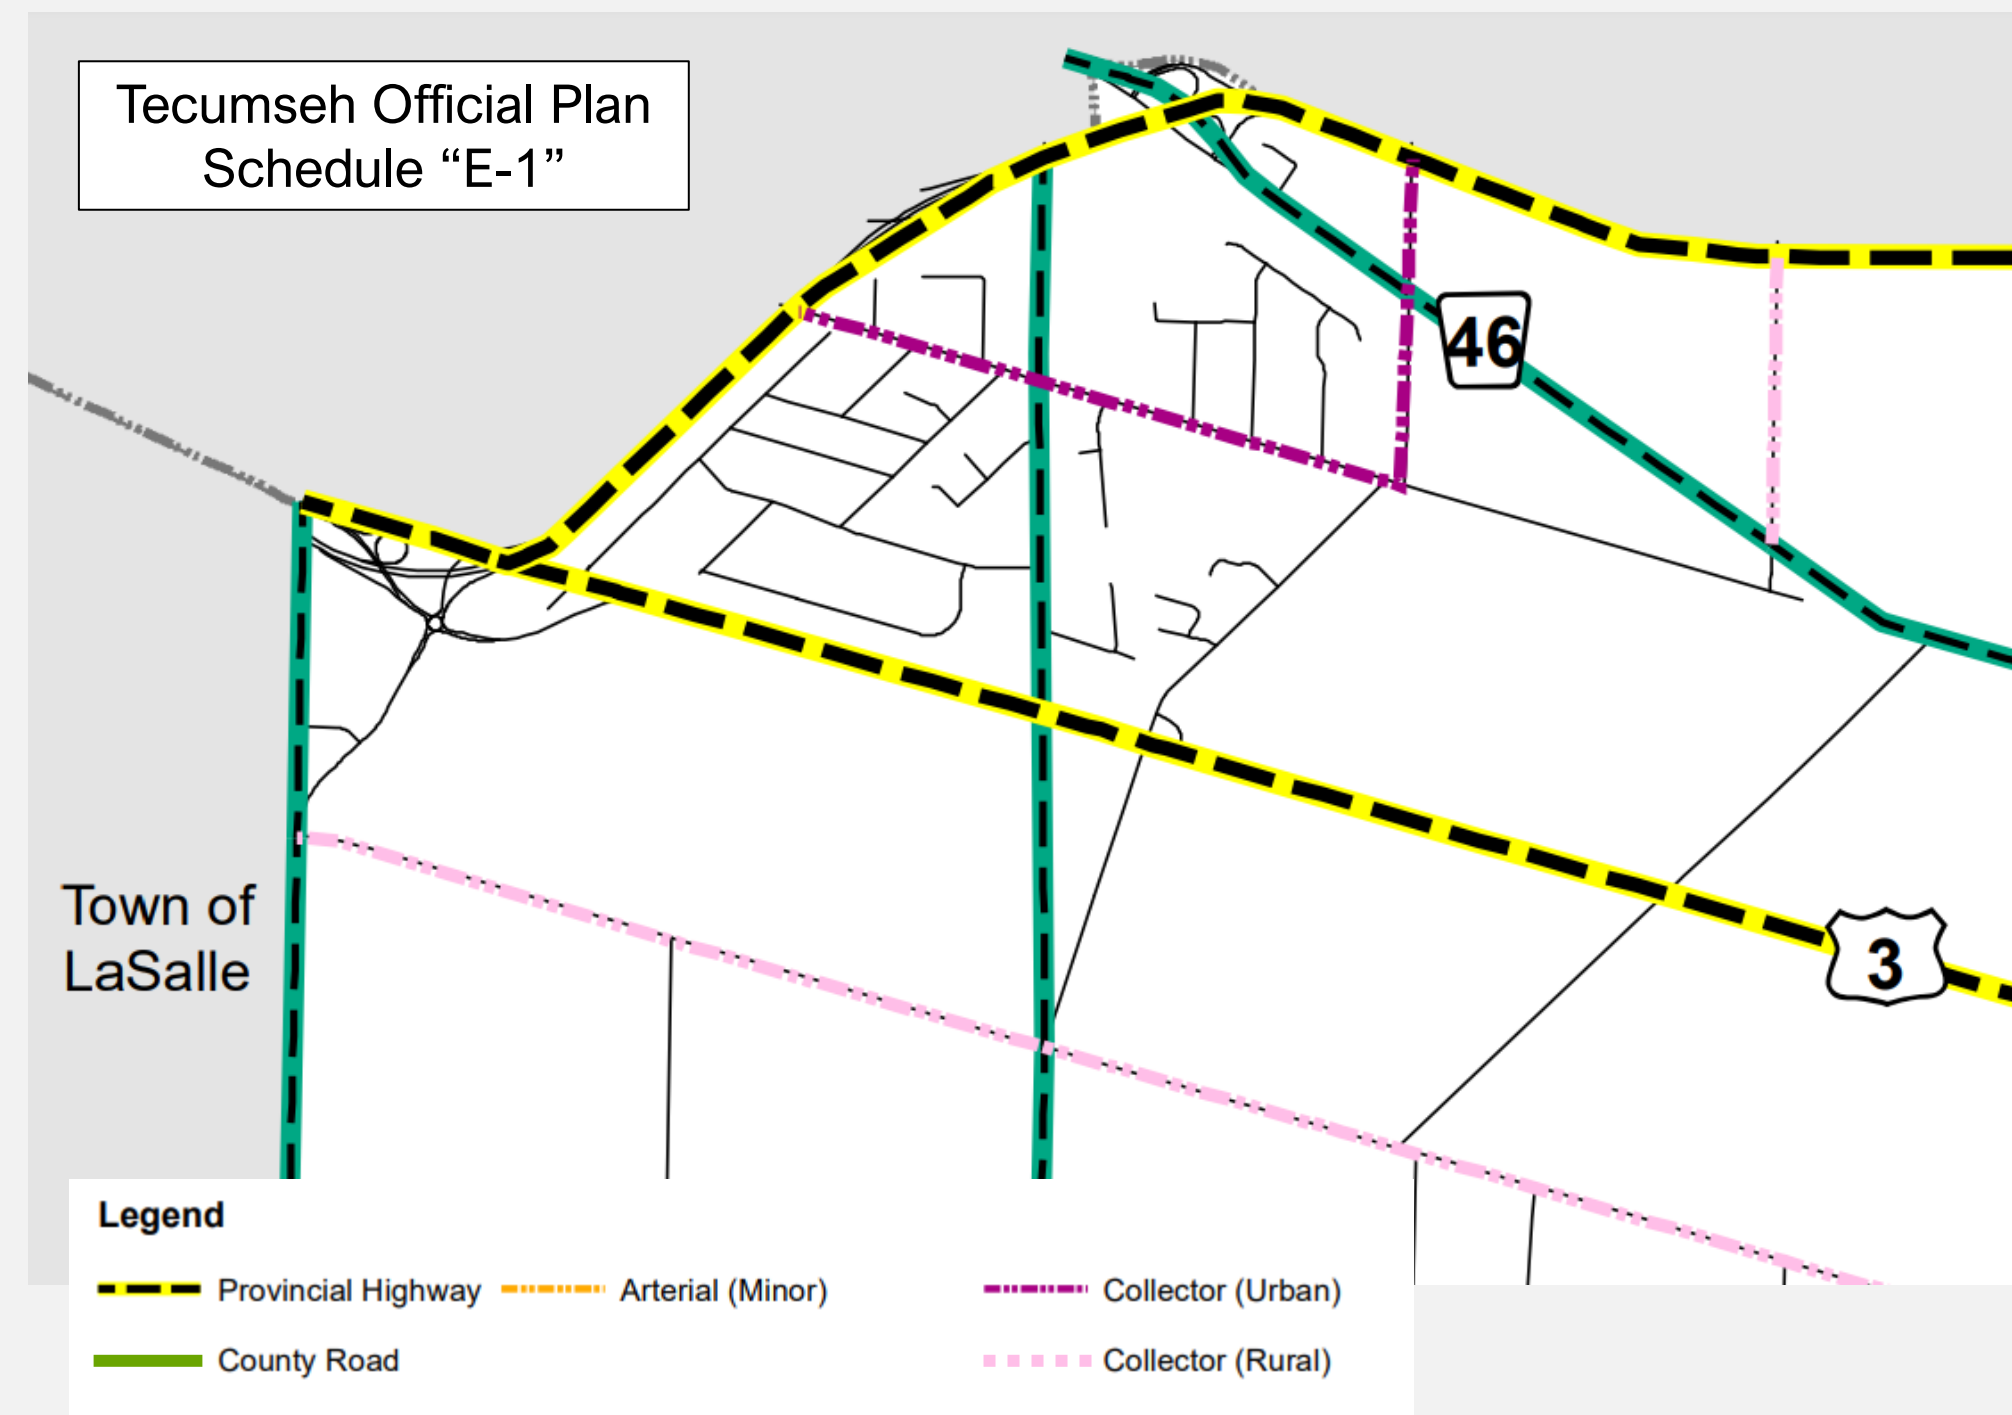 Tecumseh Official Plan
Schedule “E-1”
46
3
Town of
LaSalle
Legend
Provincial Highway
Arterial (Minor)
Collector (Urban)
County Road
Collector (Rural)